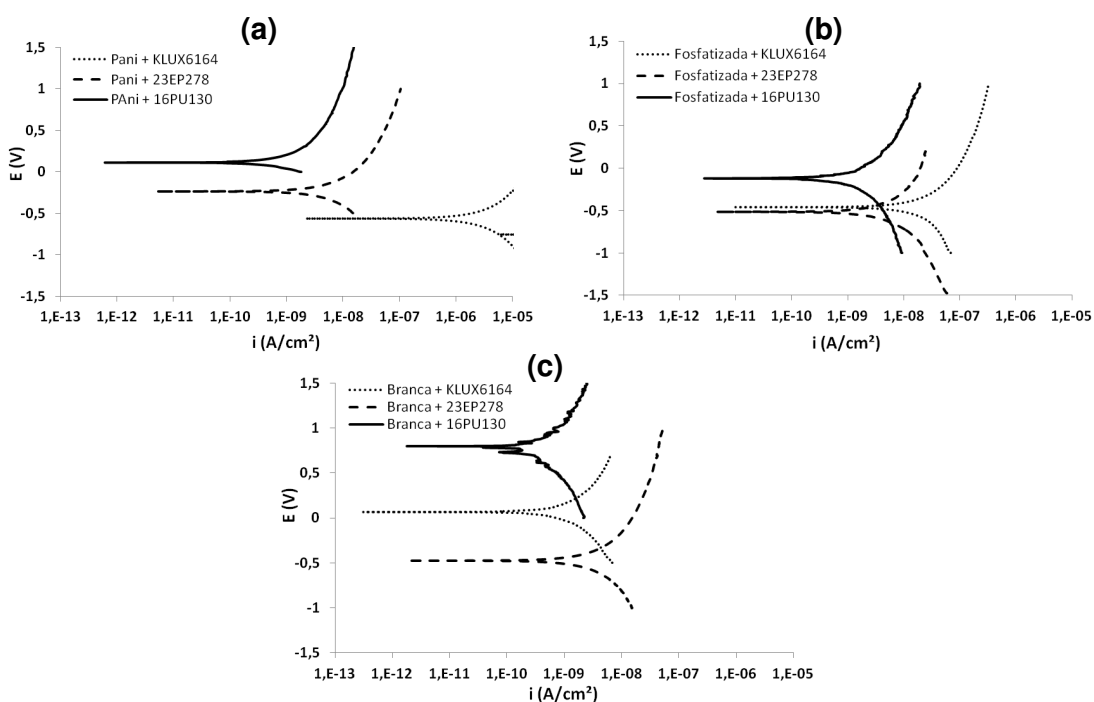 (a)
1,5
1
0,5
0
-0,5
-1
-1,5
E (V)
Pani + KLUX6164
Pani + 23EP278
PAni + 16PU130
1,E-13 1,E-12 1,E-11 1,E-10 1,E-09 1,E-08 1,E-07 1,E-06 1,E-05
i (A/cm²)
(b)
1,5
1
0,5
0
-0,5
-1
-1,5
E (V)
Fosfatizada + KLUX6164
Fosfatizada + 23EP278
Fosfatizada + 16PU130
1,E-13 1,E-12 1,E-11 1,E-10 1,E-09 1,E-08 1,E-07 1,E-06 1,E-05
i (A/cm²)
(c)
1,5
1
0,5
0
-0,5
-1
-1,5
E (V)
Branca + KLUX6164
Branca + 23EP278
Branca + 16PU130
1,E-13 1,E-12 1,E-11 1,E-10 1,E-09 1,E-08 1,E-07 1,E-06 1,E-05
i (A/cm²)